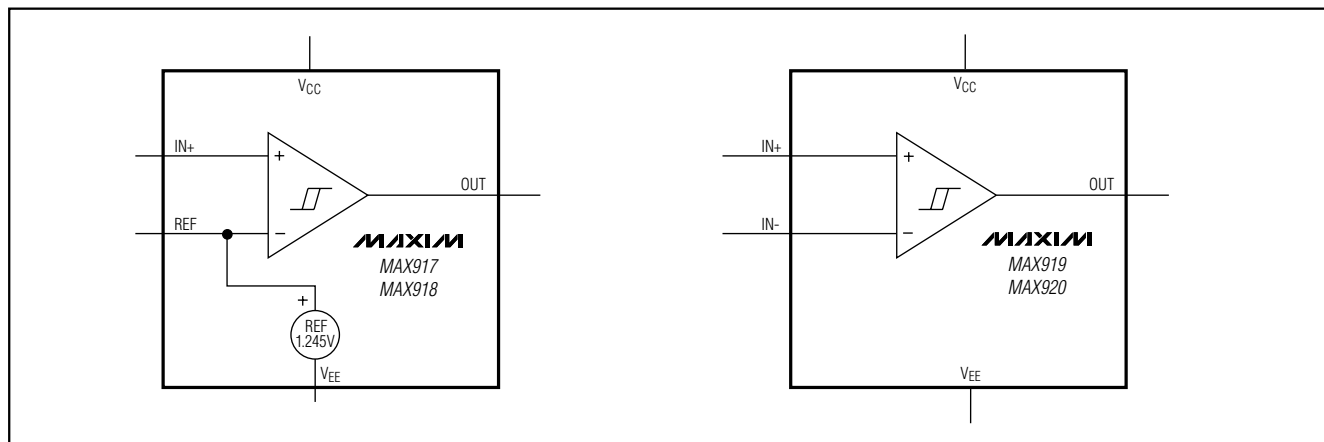 VCC
IN+
+
OUT
REF
−
MAXIM
MAX917
MAX918
+
REF
1.245V
VEE
VCC
IN+
+
OUT
IN-
−
MAXIM
MAX919
MAX920
VEE